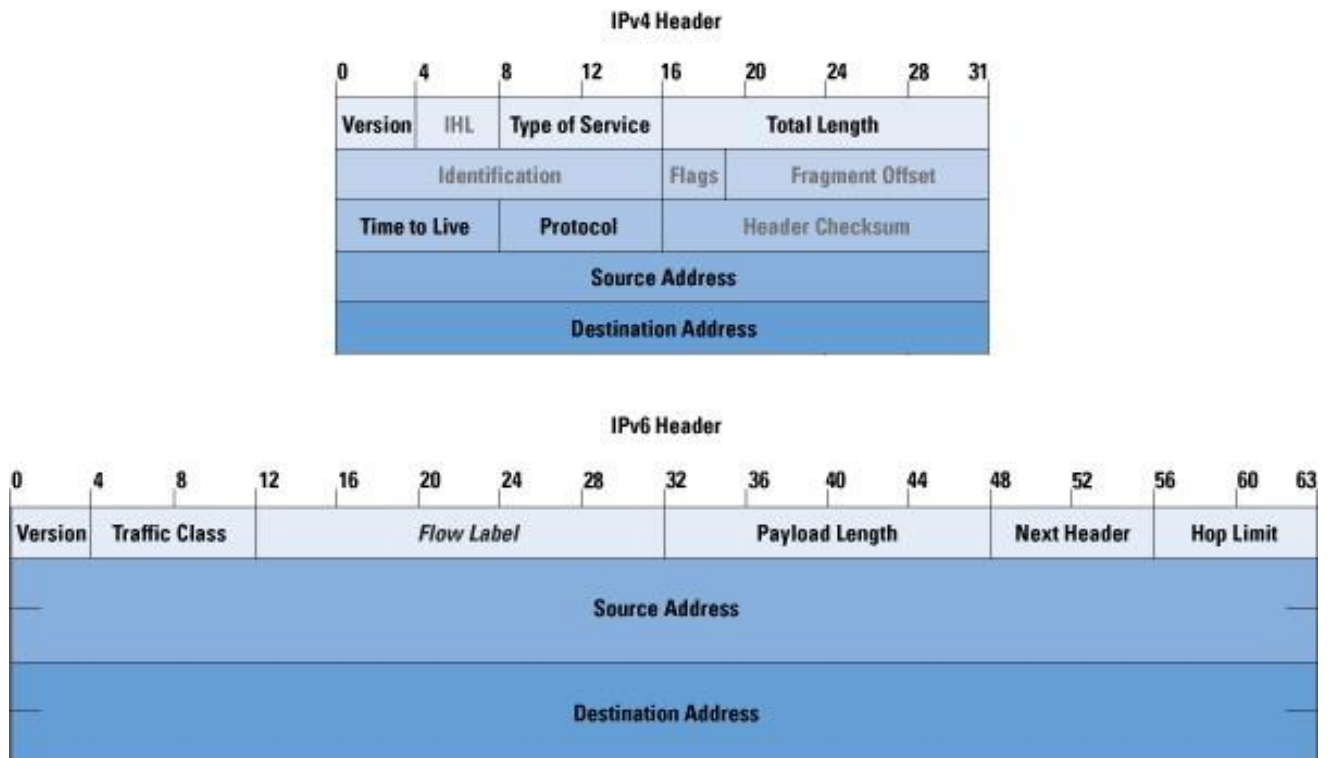 IPv4 Header
0 4 8 12 16 20 24 28 31
Version IHL Type of Service Total Length
Identification Flags Fragment Offset
Time to Live Protocol Header Checksum
Source Address
Destination Address
IPv6 Header
0 4 8 12 16 20 24 28 32 36 40 44 48 52 56 60 63
Version Traffic Class Flow Label Payload Length Next Header Hop Limit
Source Address
Destination Address